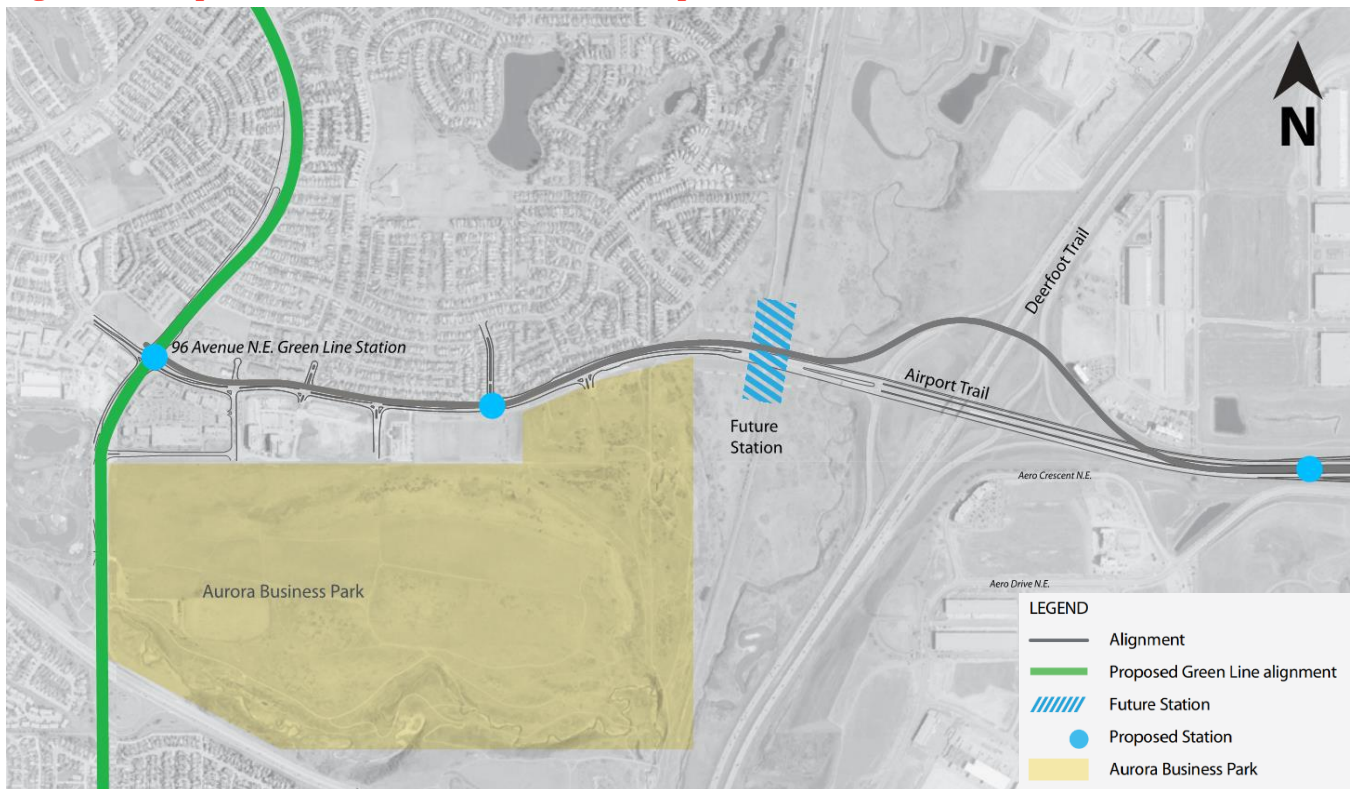 N
Deerfoot Trail
96 Avenue N.E. Green Line Station
Airport Trail
Future
Station
Aero Crescent N.E.
Aero Drive N.E.
Aurora Business Park
LEGEND
Alignment
Proposed Green Line alignment
Future Station
Proposed Station
Aurora Business Park